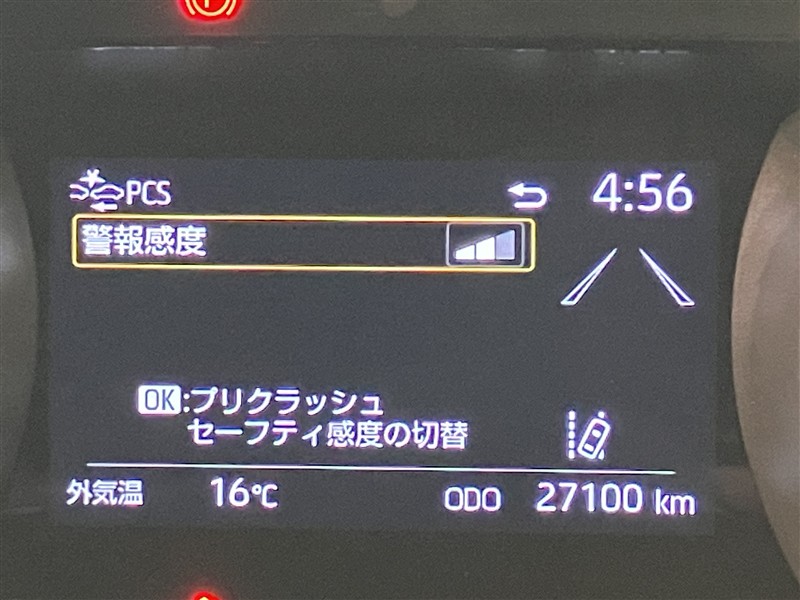 PCS
4:56
警報感度
OK:プリクラッシュ
セーフティ感度の切替
外気温 16℃ ODO 27100 km